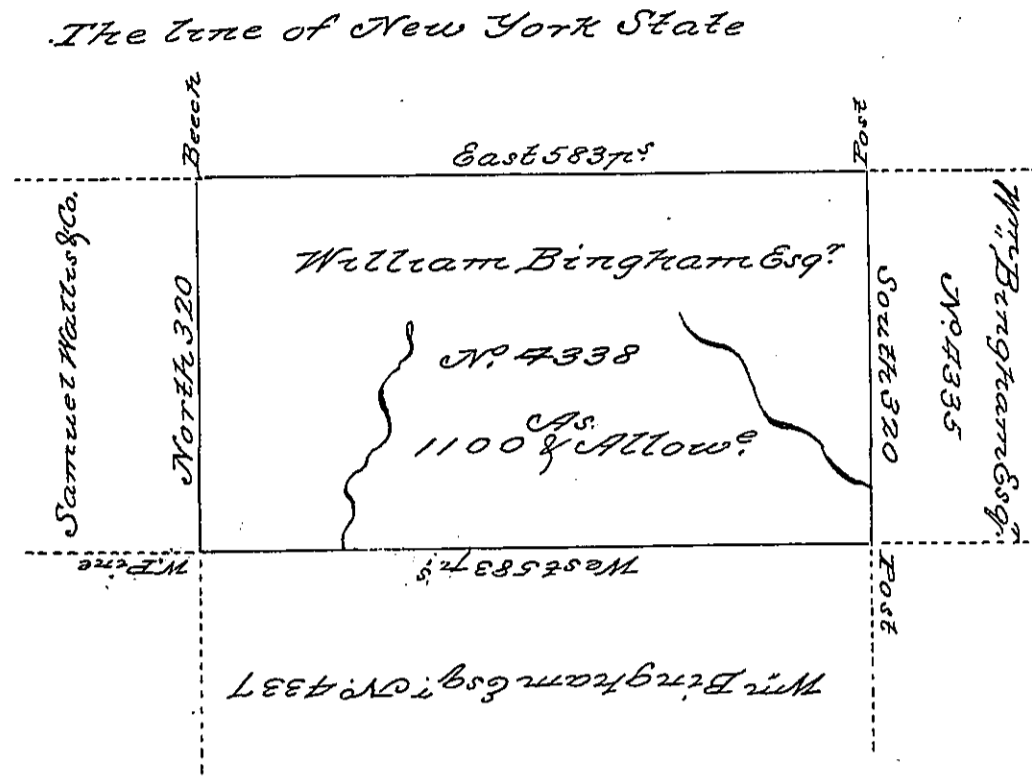 The line of New York State
Beech
East 583 ps.
Post
Samuel Wallis & Co.
North 320
William Bingham Esqr.
No. 4338
As.
1100 & Allowe.
South 320
No. 4335
Wm. Bingham Esqr.
W. Pine
West 583 ps.
Post
Wm. Bingham Esqr. No. 4337